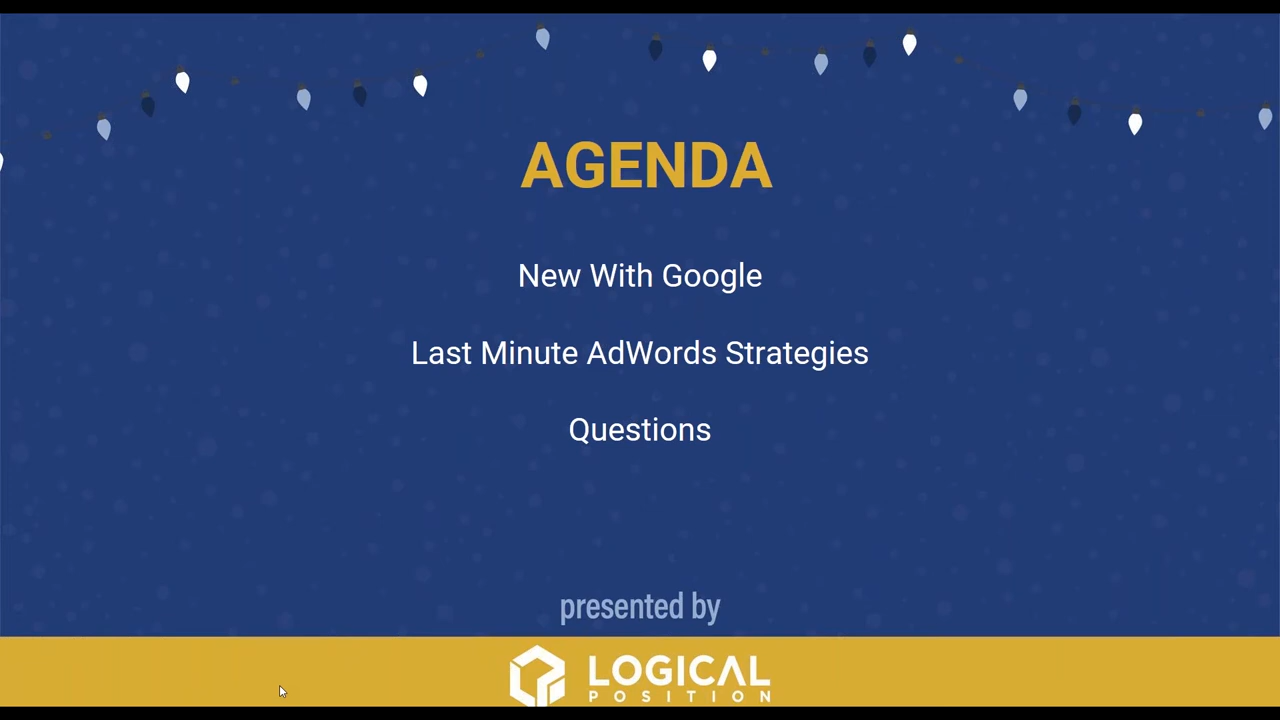 AGENDA
New With Google
Last Minute AdWords Strategies
Questions
presented by
LOGICAL
POSITION